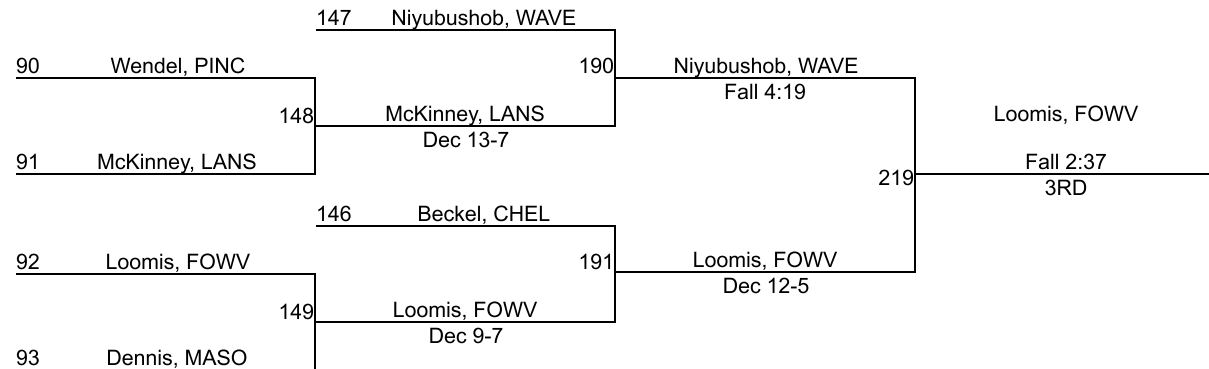 147 Niyubushob, WAVE
90 Wendel, PINC
190 Niyubushob, WAVE
Fall 4:19
148 McKinney, LANS
Dec 13-7
Loomis, FOWV
91 McKinney, LANS
Fall 2:37
219
3RD
146 Beckel, CHEL
92 Loomis, FOWV
191 Loomis, FOWV
Dec 12-5
149 Loomis, FOWV
Dec 9-7
93 Dennis, MASO